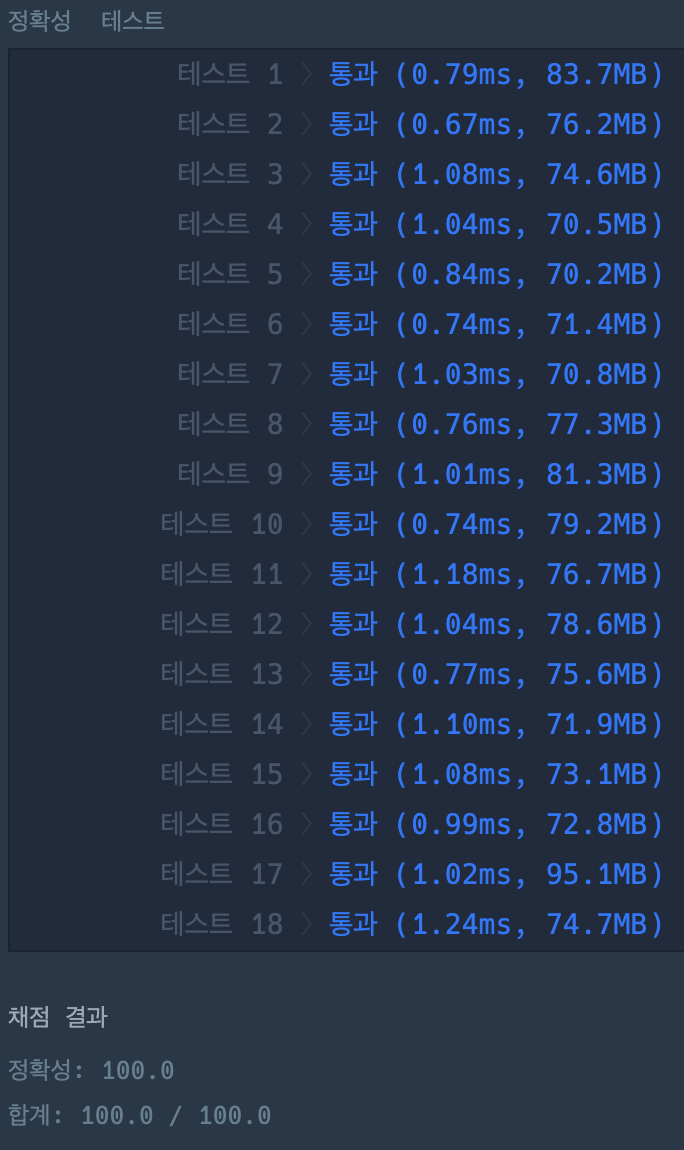 정확성  테스트
테스트 1 〉 통과 (0.79ms, 83.7MB)
테스트 2 〉 통과 (0.67ms, 76.2MB)
테스트 3 〉 통과 (1.08ms, 74.6MB)
테스트 4 〉 통과 (1.04ms, 70.5MB)
테스트 5 〉 통과 (0.84ms, 70.2MB)
테스트 6 〉 통과 (0.74ms, 71.4MB)
테스트 7 〉 통과 (1.03ms, 70.8MB)
테스트 8 〉 통과 (0.76ms, 77.3MB)
테스트 9 〉 통과 (1.01ms, 81.3MB)
테스트 10 〉 통과 (0.74ms, 79.2MB)
테스트 11 〉 통과 (1.18ms, 76.7MB)
테스트 12 〉 통과 (1.04ms, 78.6MB)
테스트 13 〉 통과 (0.77ms, 75.6MB)
테스트 14 〉 통과 (1.10ms, 71.9MB)
테스트 15 〉 통과 (1.08ms, 73.1MB)
테스트 16 〉 통과 (0.99ms, 72.8MB)
테스트 17 〉 통과 (1.02ms, 95.1MB)
테스트 18 〉 통과 (1.24ms, 74.7MB)
채점 결과
정확성: 100.0
합계: 100.0 / 100.0